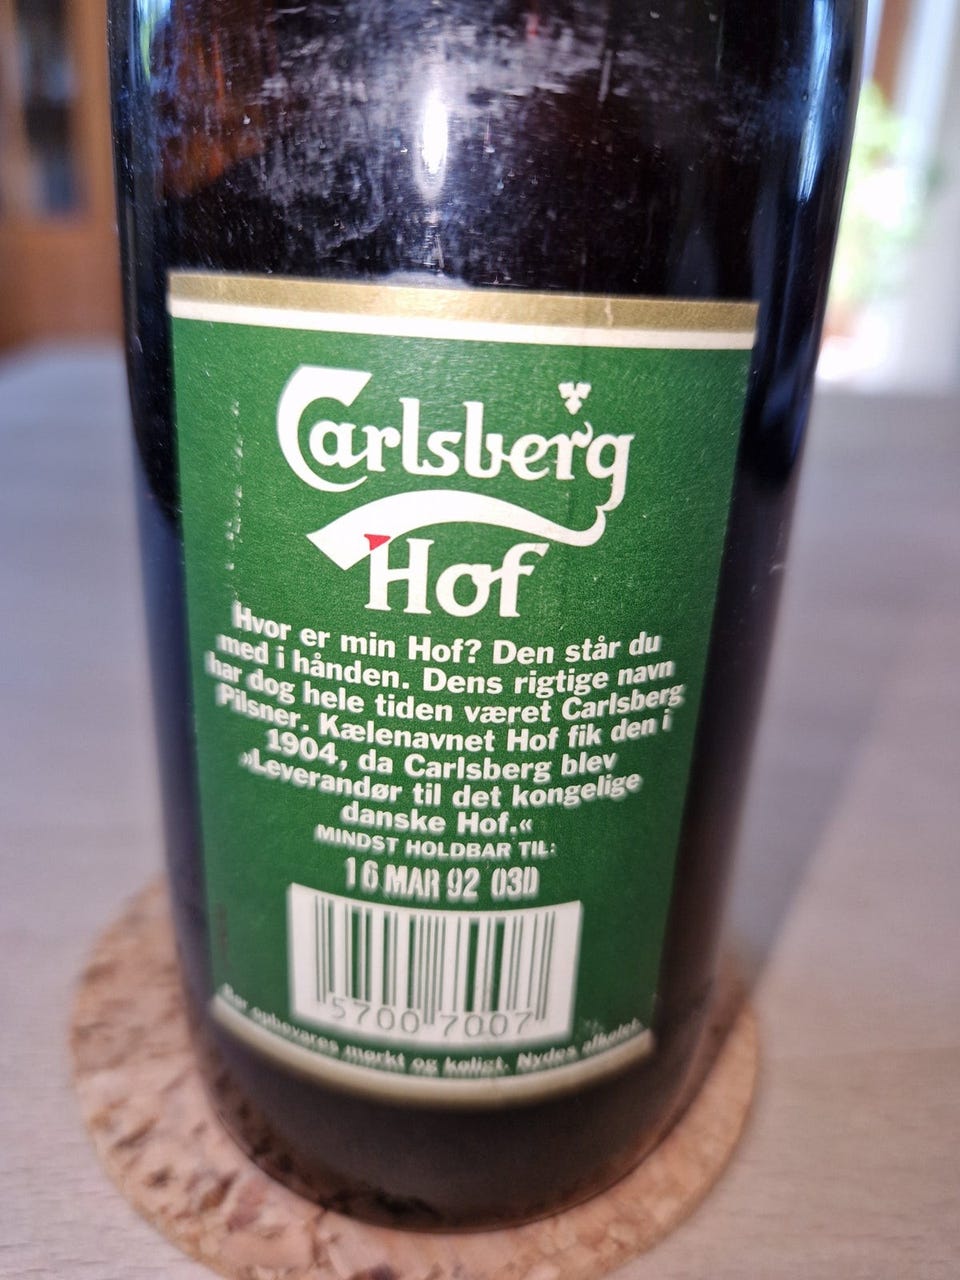 Carlsberg
Hof
Hvor er min Hof? Den står du
med i hånden. Dens rigtige navn
har dog hele tiden været Carlsberg
Pilsner. Kælenavnet Hof fik den i
1904, da Carlsberg blev
»Leverandør til det kongelige
danske Hof.«
MINDST HOLDBAR TIL:
16 MAR 92 03D
5700 7007
Bør opbevares mørkt og køligt. Nydes afkølet.